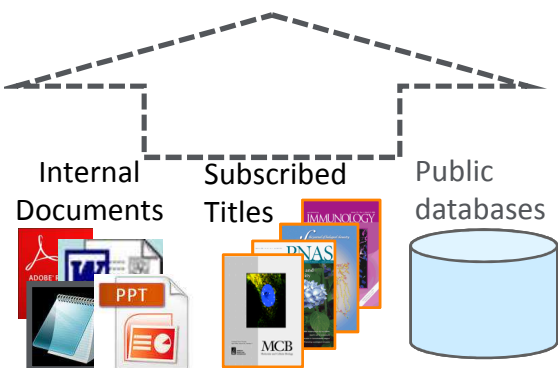 Internal
Documents
Subscribed
Titles
Public
databases
ADOBE
W
PPT
IMMUNOLOGY
PNAS
MCB